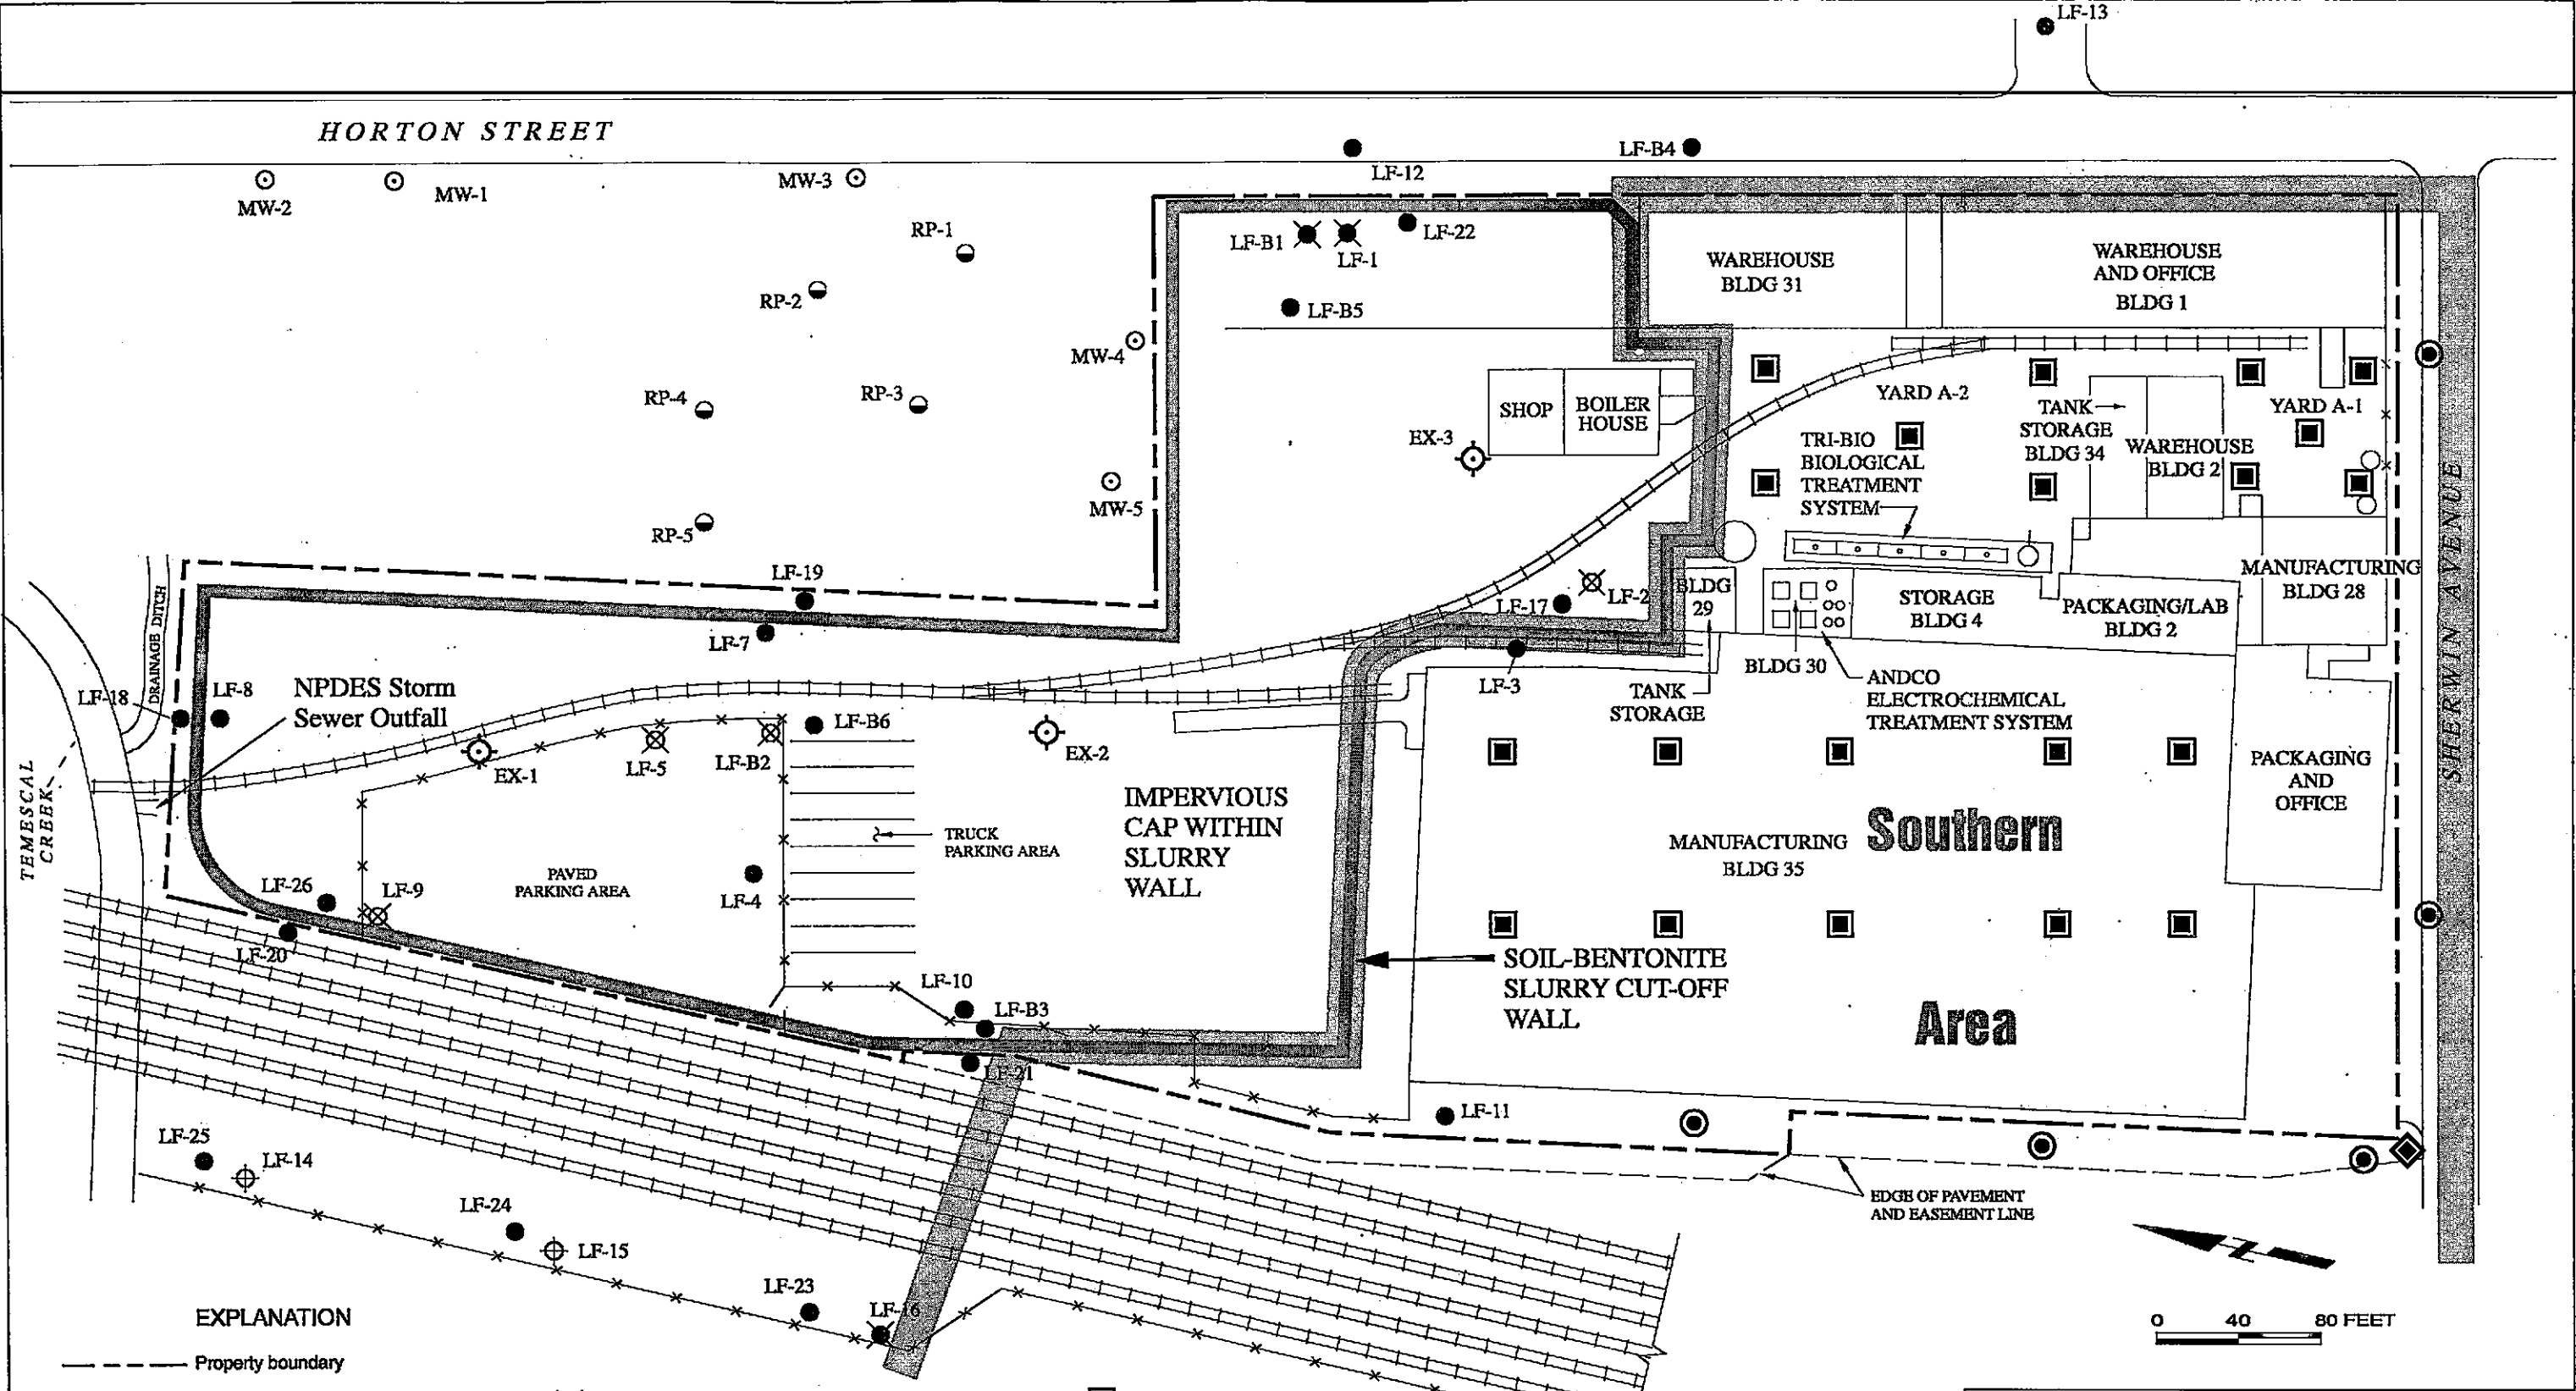 LF-13
HORTON STREET
LF-B4
LF-12
MW-2
MW-1
MW-3
RP-1
LF-B1
LF-1
LF-22
WAREHOUSE
BLDG 31
WAREHOUSE
AND OFFICE
BLDG 1
RP-2
LF-B5
MW-4
RP-4
RP-3
SHOP
BOILER
HOUSE
YARD A-2
TANK
STORAGE
BLDG 34
YARD A-1
WAREHOUSE
BLDG 2
EX-3
TRI-BIO
BIOLOGICAL
TREATMENT
SYSTEM
MW-5
RP-5
SHERWIN AVENUE
LF-19
LF-17
LF-2
BLDG
29
STORAGE
BLDG 4
PACKAGING/LAB
BLDG 2
MANUFACTURING
BLDG 28
DRAINAGE DITCH
LF-7
LF-18
LF-8
NPDES Storm
Sewer Outfall
LF-3
TANK
STORAGE
BLDG 30
ANDCO
ELECTROCHEMICAL
TREATMENT SYSTEM
EX-1
LF-5
LF-B2
LF-B6
EX-2
PACKAGING
AND
OFFICE
TEMESCAL
CREEK
IMPERVIOUS
CAP WITHIN
SLURRY
WALL
TRUCK
PARKING AREA
MANUFACTURING
BLDG 35
Southern
Area
PAVED
PARKING AREA
LF-26
LF-9
LF-4
LF-20
SOIL-BENTONITE
SLURRY CUT-OFF
WALL
LF-10
LF-B3
LF-21
LF-11
LF-25
LF-14
LF-24
LF-15
LF-23
LF-16
EDGE OF PAVEMENT
AND EASEMENT LINE
EXPLANATION
Property boundary
0 40 80 FEET